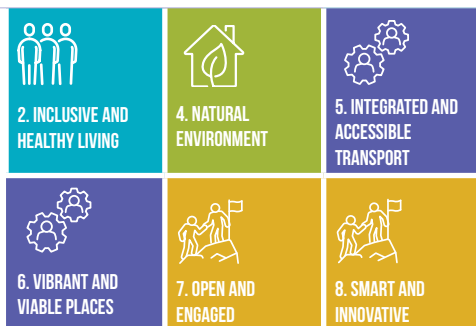 2. INCLUSIVE AND
HEALTHY LIVING
4. NATURAL
ENVIRONMENT
5. INTEGRATED AND
ACCESSIBLE
TRANSPORT
6. VIBRANT AND
VIABLE PLACES
7. OPEN AND
ENGAGED
8. SMART AND
INNOVATIVE